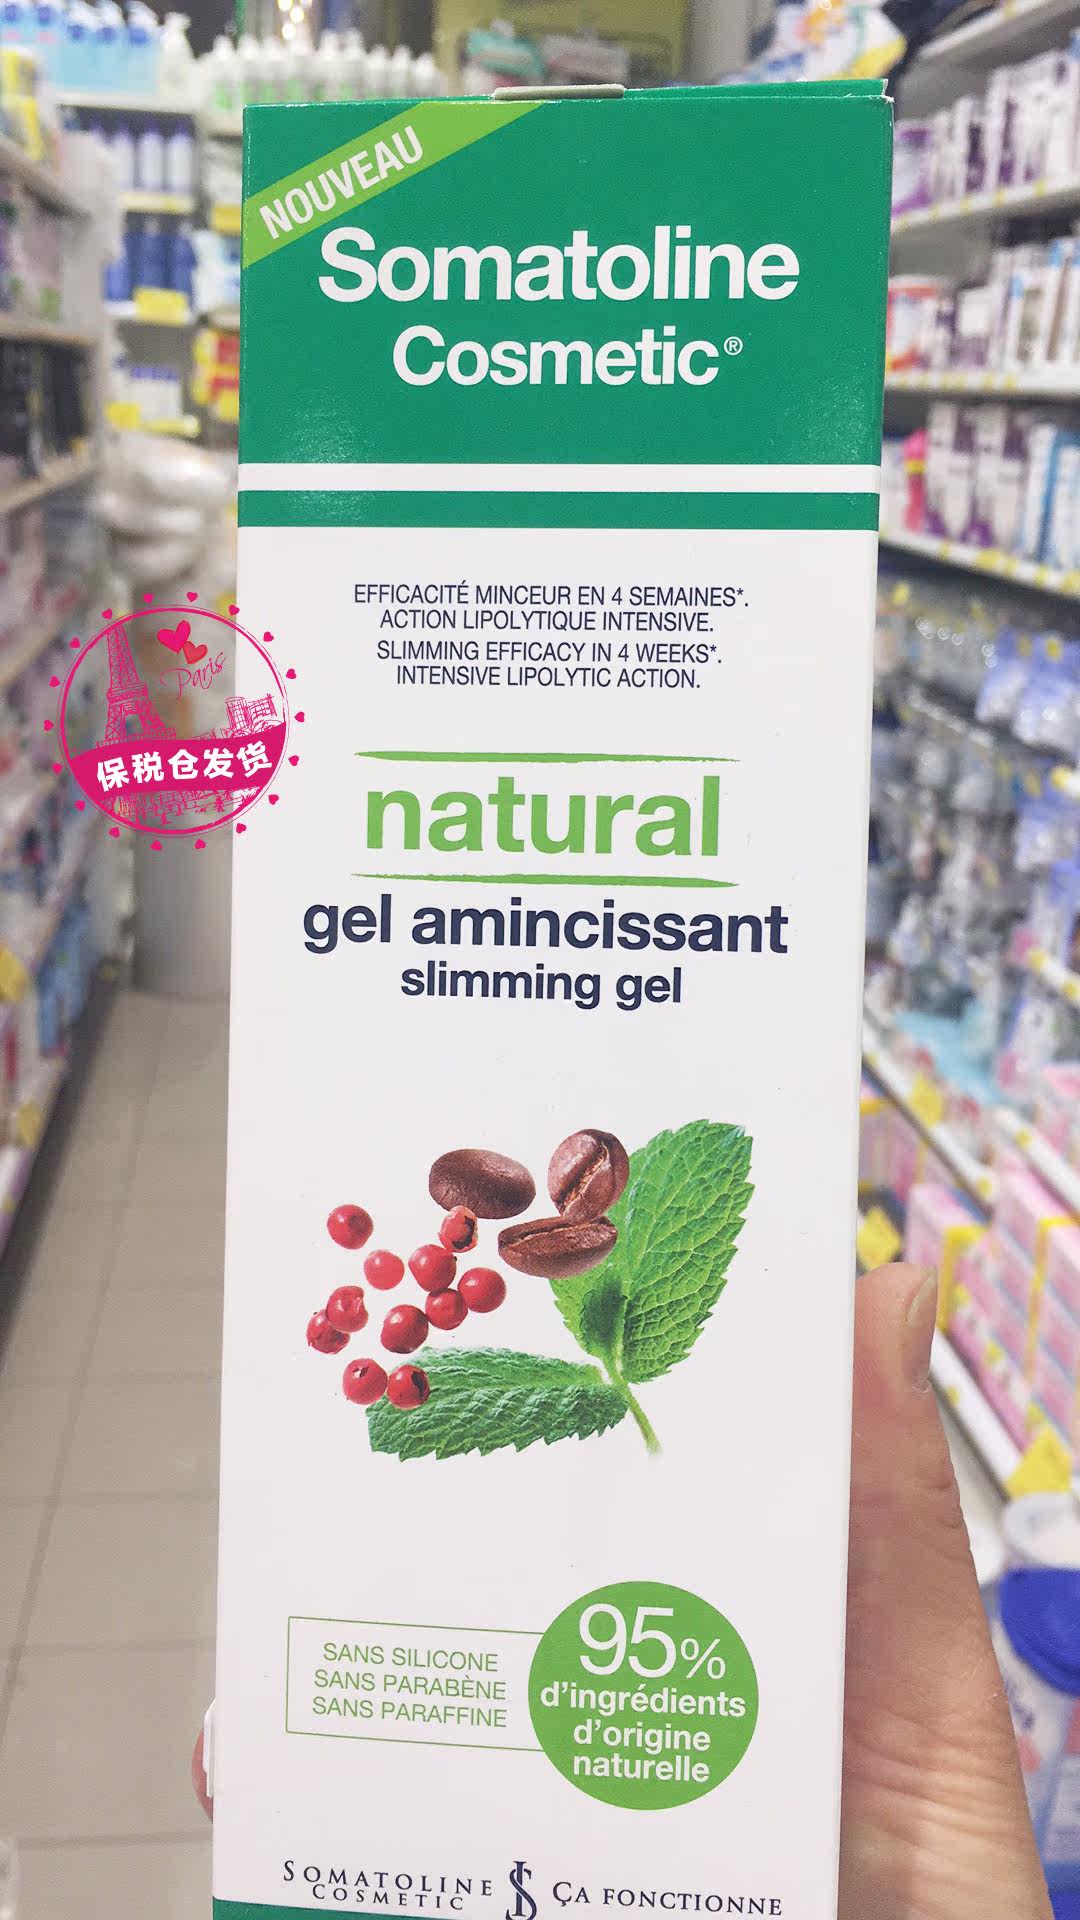 NOUVEAU
Somatoline
Cosmetic®
EFFICACITÉ MINCEUR EN 4 SEMAINES*.
ACTION LIPOLYTIQUE INTENSIVE.
SLIMMING EFFICACY IN 4 WEEKS*.
INTENSIVE LIPOLYTIC ACTION.
Paris
保税仓发货
natural
gel amincissant
slimming gel
SANS SILICONE
SANS PARABÈNE
SANS PARAFFINE
95%
d'ingrédients
d'origine
naturelle
SOMATOLINE
COSMETIC
ÇA FONCTIONNE